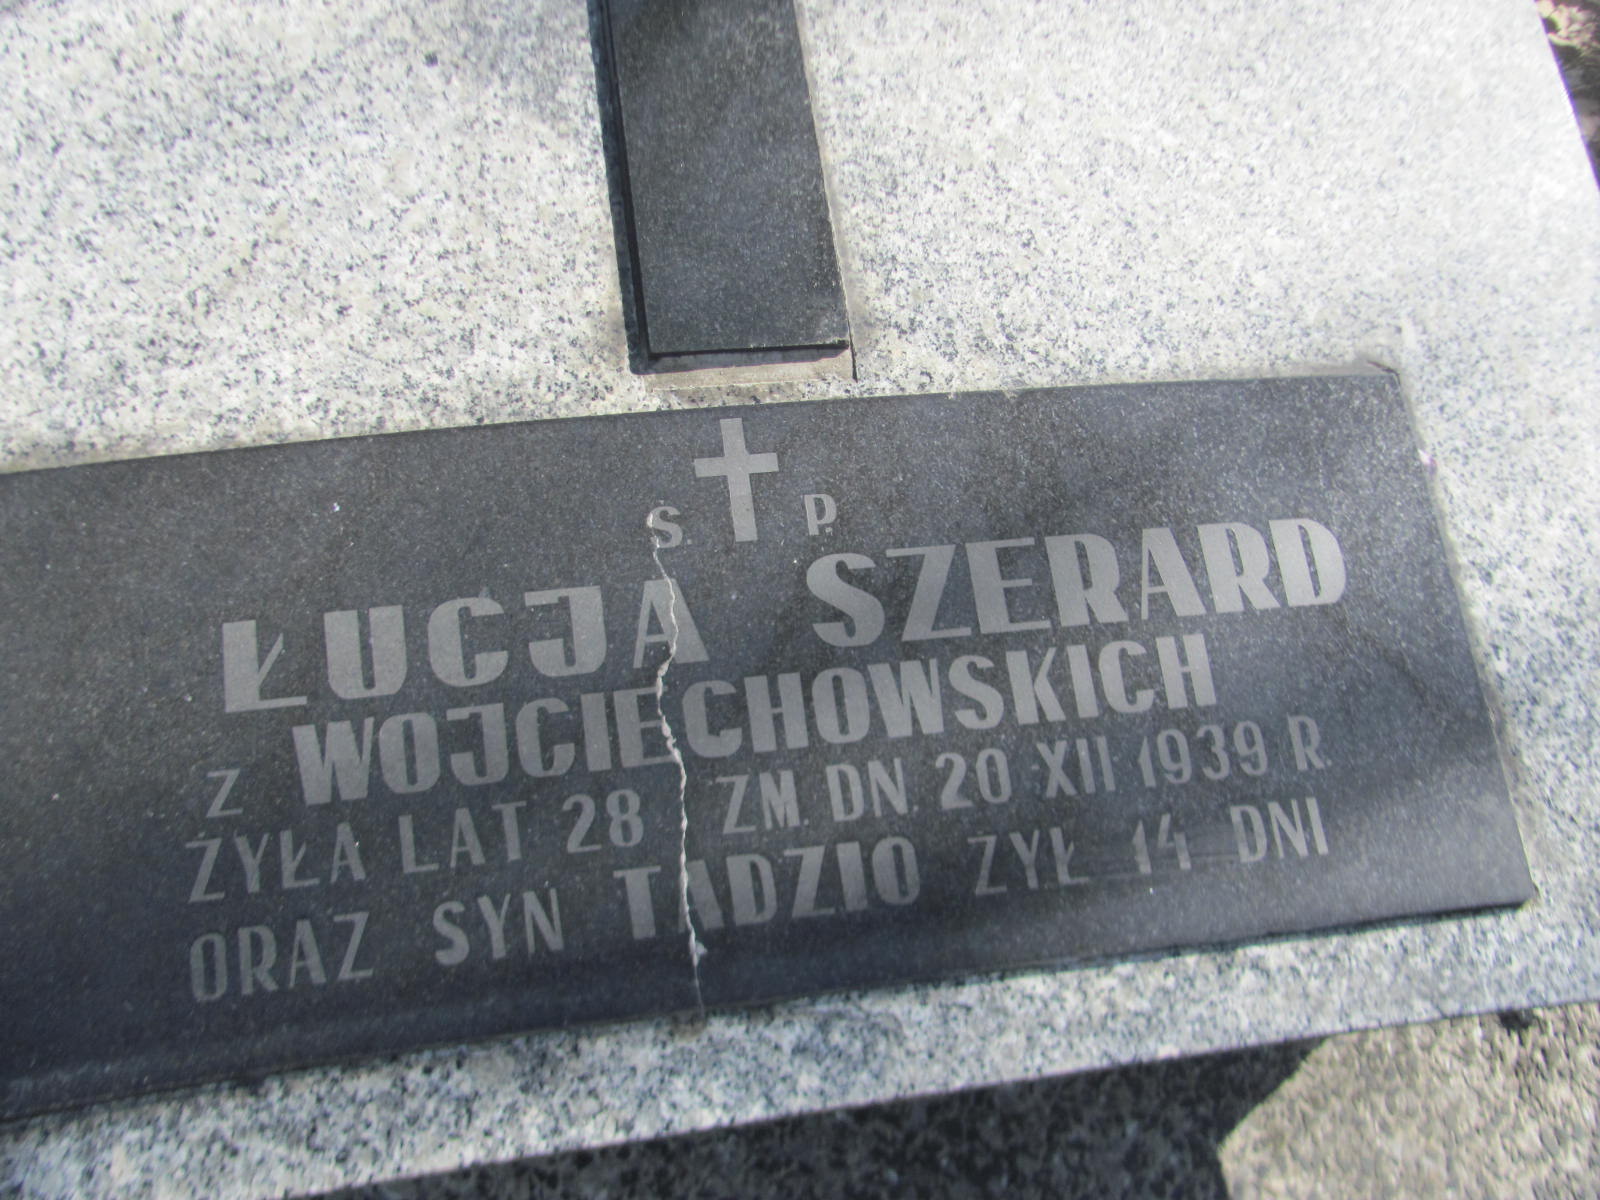 Ś. P.
ŁUCJA SZERARD
Z WOJCIECHOWSKICH
ŻYŁA LAT 28 ZM. DN. 20 XII 1939 R.
ORAZ SYN TADZIO ŻYŁ 14 DNI